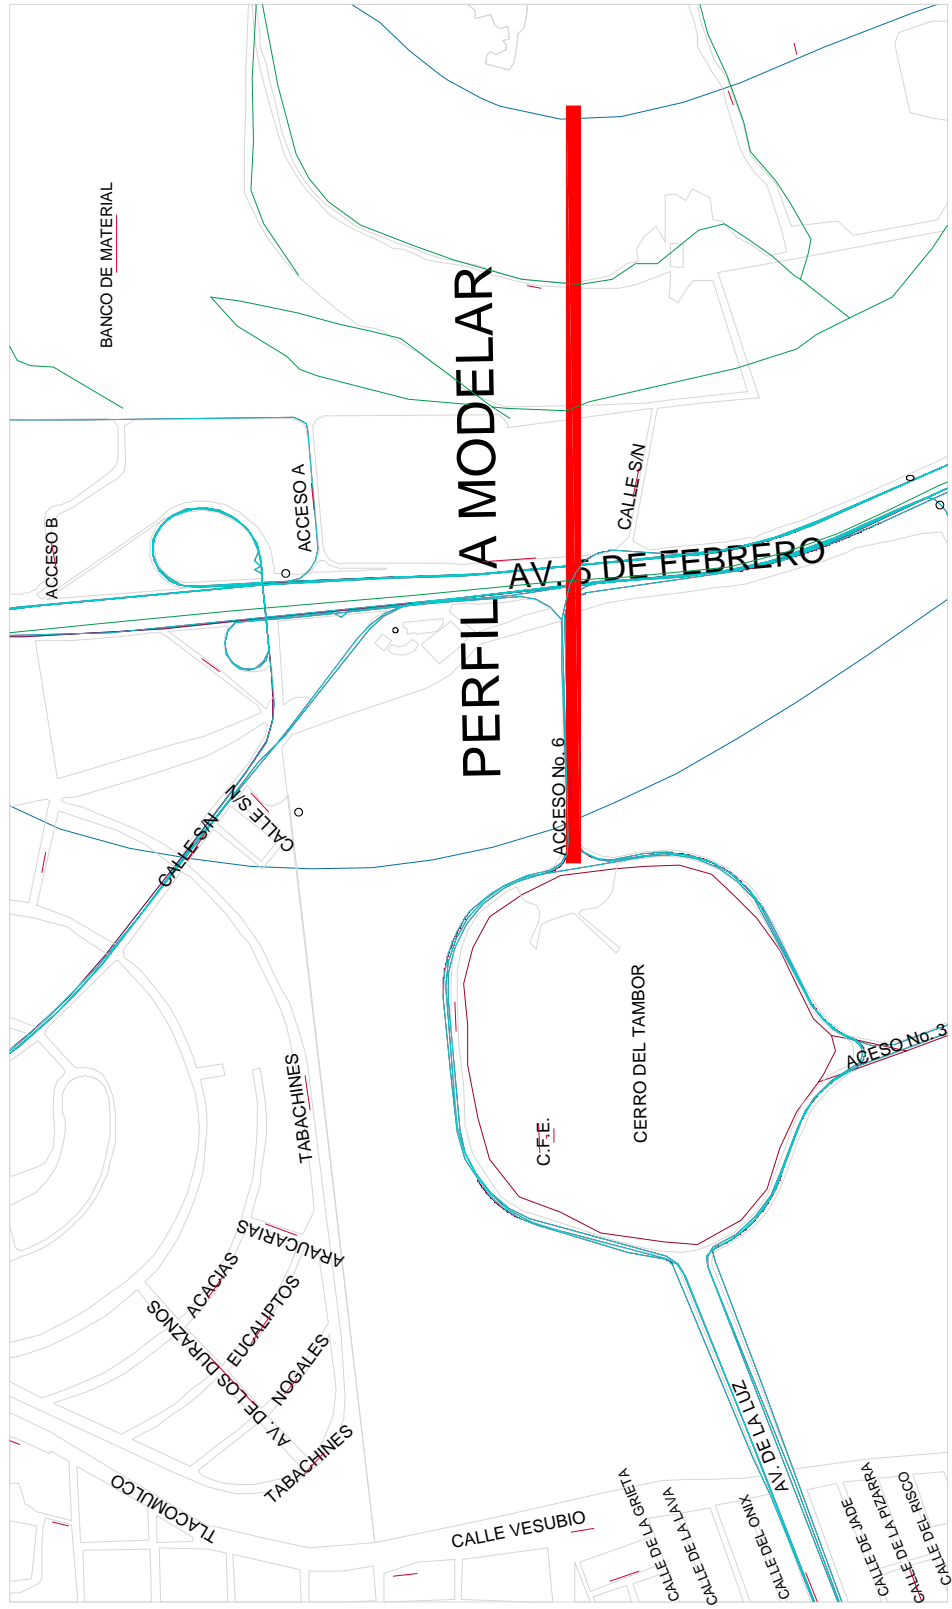 BANCO DE MATERIAL
PERFIL A MODELAR
ACCESO A
ACCESO B
CALLE S/N
AV. 5 DE FEBRERO
ACCESO No. 6
CALLE S/N
CALLE S/N
CERRO DEL TAMBOR
ACESO No. 3
C.F.E.
TABACHINES
ARAUCARIAS
ACACIAS
EUCALIPTOS
AV. DE LOS DURAZNOS
NOGALES
TABACHINES
TLACOMULCO
CALLE VESUBIO
AV. DE LA LUZ
CALLE DE LA GRIETA
CALLE DE LA LAVA
CALLE DEL ONIX
CALLE DE JADE
CALLE DE LA PIZARRA
CALLE DEL RISCO